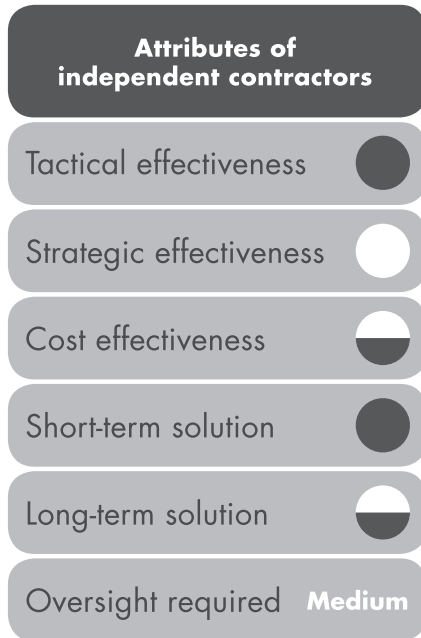 Attributes of
independent contractors
Tactical effectiveness
Strategic effectiveness
Cost effectiveness
Short-term solution
Long-term solution
Oversight required Medium